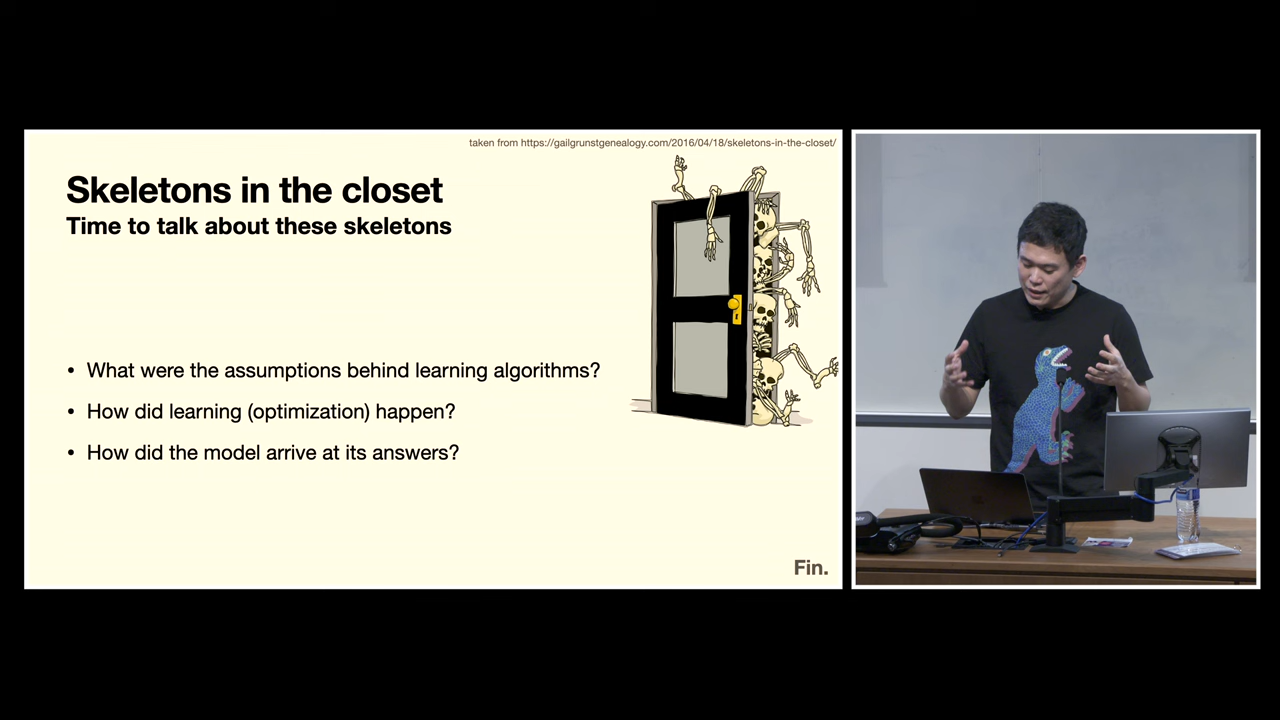 taken from https://gailgrunstgenealogy.com/2016/04/18/skeletons-in-the-closet/
Skeletons in the closet
Time to talk about these skeletons
• What were the assumptions behind learning algorithms?
• How did learning (optimization) happen?
• How did the model arrive at its answers?
Fin.